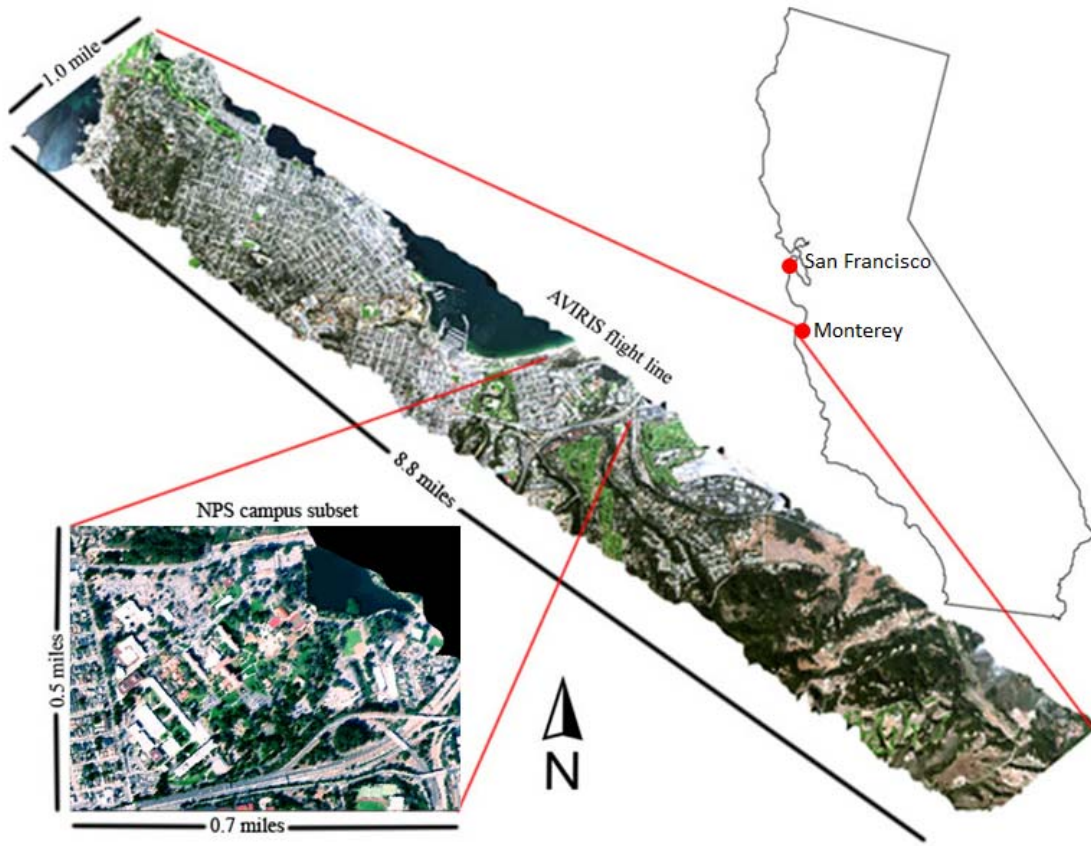 1.0 mile
San Francisco
Monterey
AVIRIS flight line
8.8 miles
NPS campus subset
0.5 miles
0.7 miles
N